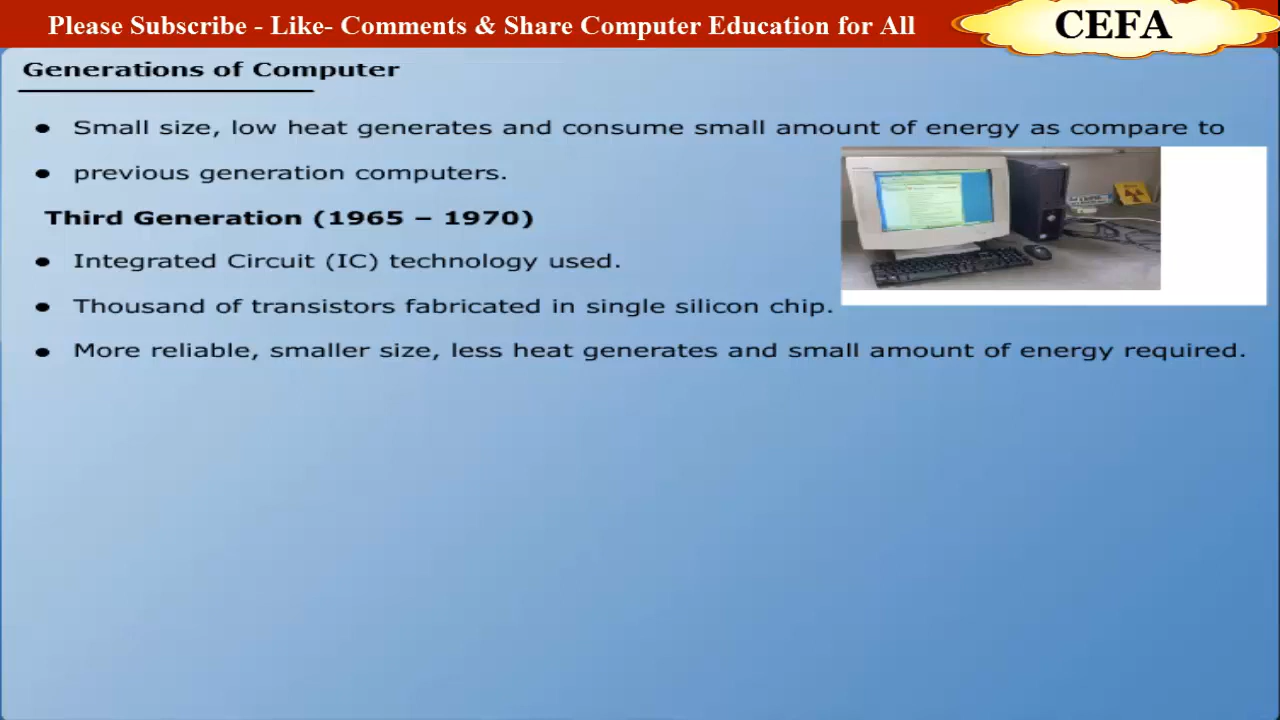 Please Subscribe - Like- Comments & Share Computer Education for All
CEFA
Generations of Computer
● Small size, low heat generates and consume small amount of energy as compare to
● previous generation computers.
Third Generation (1965 – 1970)
● Integrated Circuit (IC) technology used.
● Thousand of transistors fabricated in single silicon chip.
● More reliable, smaller size, less heat generates and small amount of energy required.